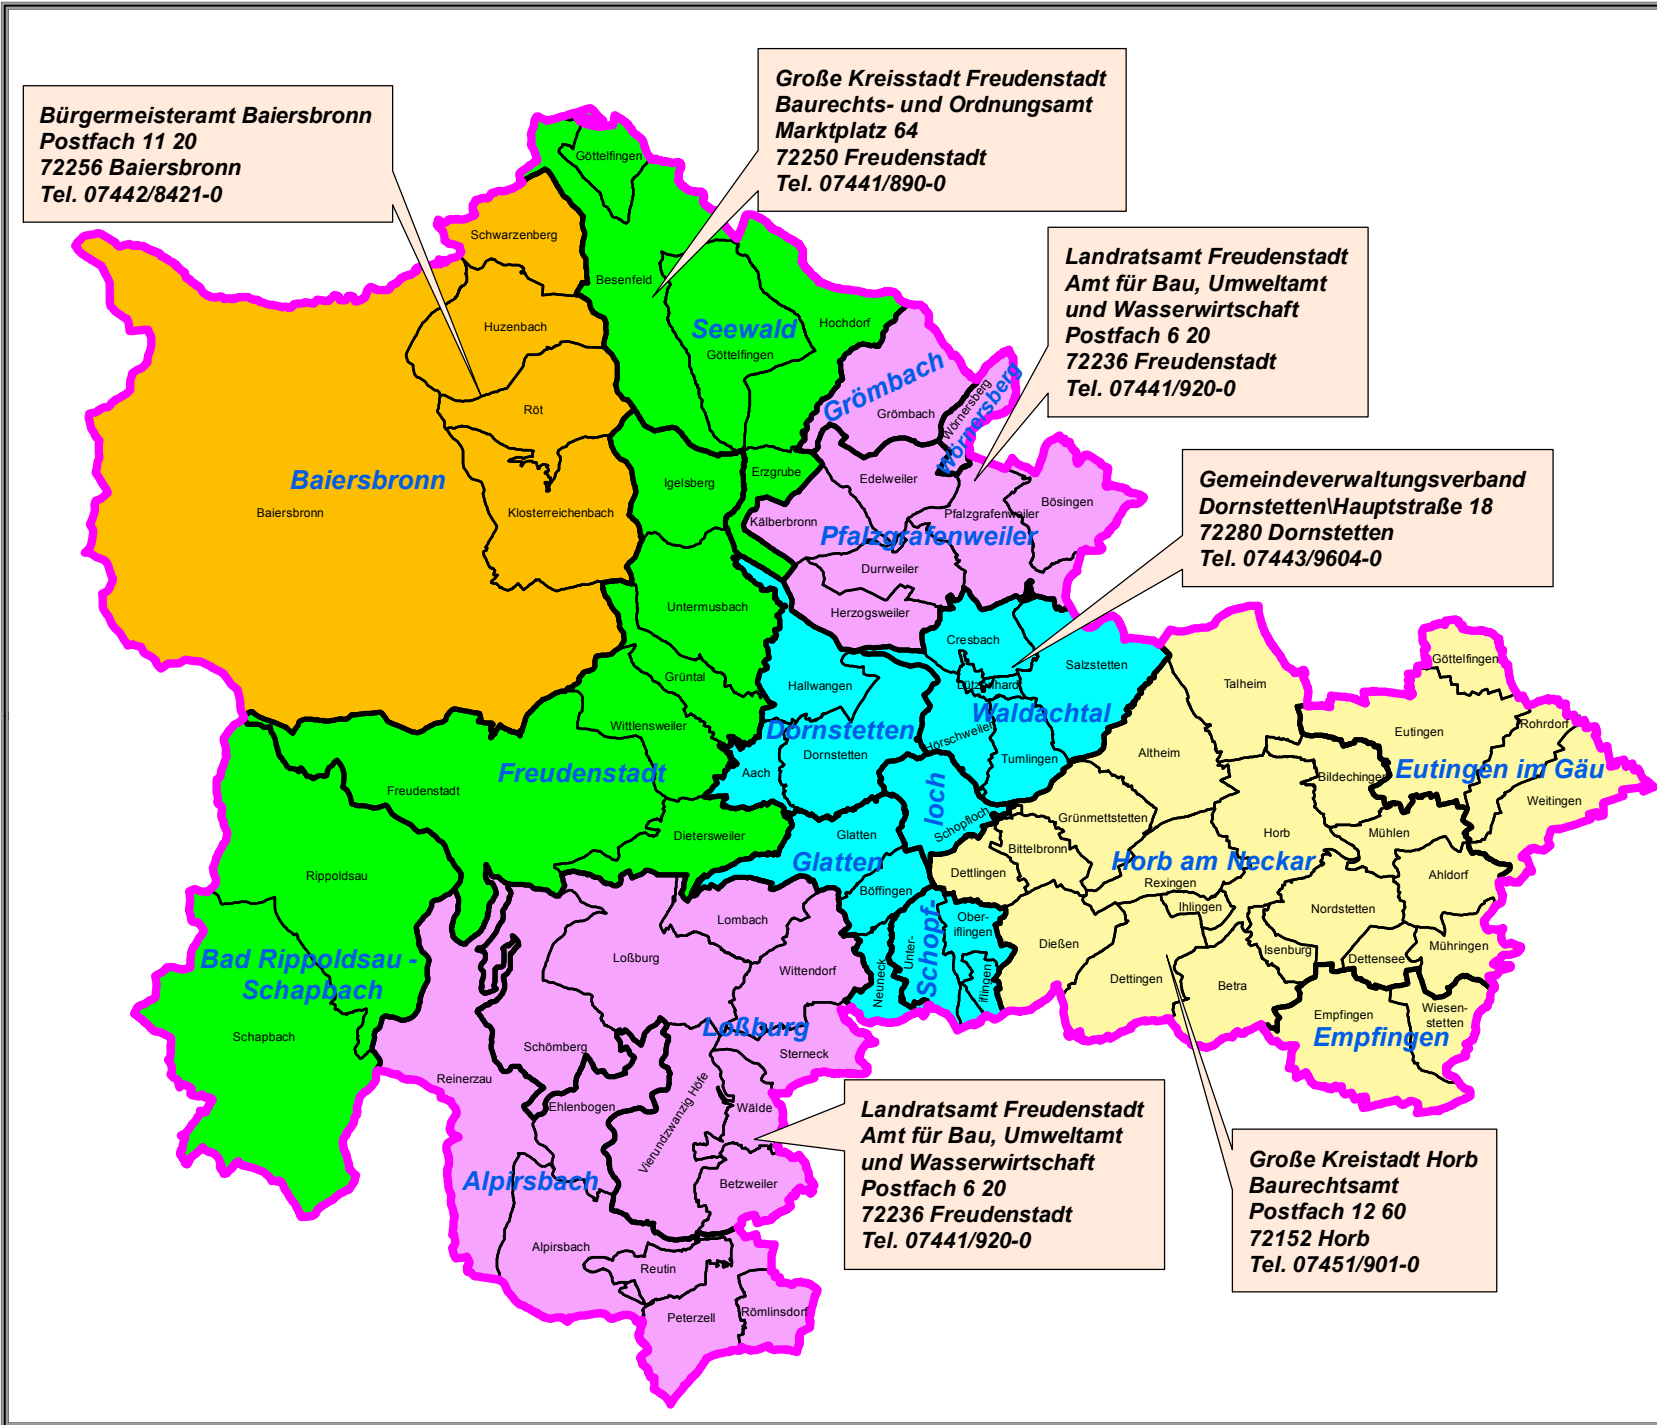 Bürgermeisteramt Baiersbronn
Postfach 11 20
72256 Baiersbronn
Tel. 07442/8421-0
Große Kreisstadt Freudenstadt
Baurechts- und Ordnungsamt
Marktplatz 64
72250 Freudenstadt
Tel. 07441/890-0
Landratsamt Freudenstadt
Amt für Bau, Umweltamt
und Wasserwirtschaft
Postfach 6 20
72236 Freudenstadt
Tel. 07441/920-0
Gemeindeverwaltungsverband
Dornstetten\Hauptstraße 18
72280 Dornstetten
Tel. 07443/9604-0
Göttelfingen
Schwarzenberg
Besenfeld
Huzenbach
Seewald
Hochdorf
Göttelfingen
Röt
Grömbach
Grömbach
Wörnersberg
Wörnersberg
Baiersbronn
Baiersbronn
Klosterreichenbach
Igelsberg
Erzgrube
Edelweiler
Kälberbronn
Pfalzgrafenweiler
Bösingen
Pfalzgrafenweiler
Durrweiler
Herzogsweiler
Untermusbach
Cresbach
Salzstetten
Lützenhardt
Hallwangen
Grüntal
Wittlensweiler
Dornstetten
Dornstetten
Aach
Waldachtal
Hörschweiler
Tumlingen
Freudenstadt
Freudenstadt
Dietersweiler
Glatten
Glatten
Böffingen
Schopf-
loch
Schopfloch
Neuneck
Unter-
Ober-
iflingen
iflingen
Talheim
Altheim
Göttelfingen
Eutingen
Rohrdorf
Eutingen im Gäu
Weitingen
Bildechingen
Grünmettstetten
Horb
Mühlen
Bittelbronn
Horb am Neckar
Dettlingen
Rexingen
Ahldorf
Ihlingen
Nordstetten
Dießen
Isenburg
Dettensee
Mühringen
Dettingen
Betra
Empfingen
Wiesen-
stetten
Empfingen
Rippoldsau
Bad Rippoldsau -
Schapbach
Schapbach
Lombach
Loßburg
Wittendorf
Loßburg
Schömberg
Sterneck
Reinerzau
Ehlenbogen
Vierundzwanzig Höfe
Wälde
Alpirsbach
Betzweiler
Alpirsbach
Reutin
Peterzell
Römlinsdorf
Landratsamt Freudenstadt
Amt für Bau, Umweltamt
und Wasserwirtschaft
Postfach 6 20
72236 Freudenstadt
Tel. 07441/920-0
Große Kreistadt Horb
Baurechtsamt
Postfach 12 60
72152 Horb
Tel. 07451/901-0